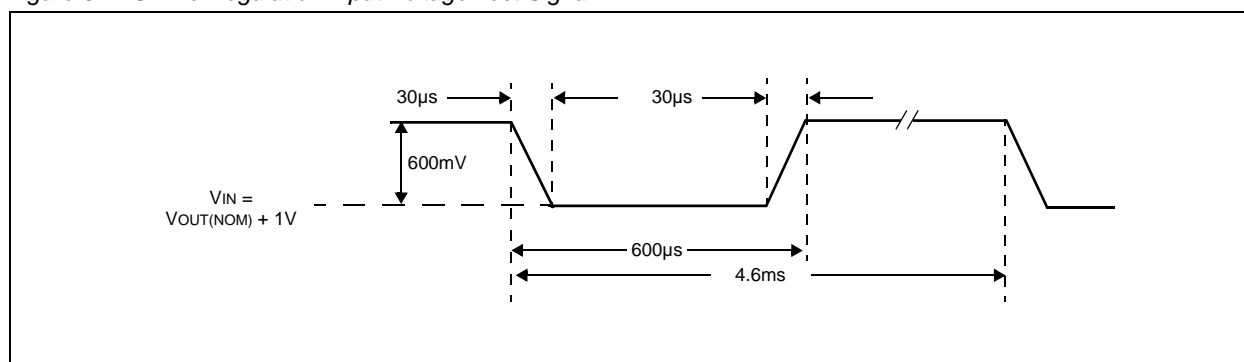 30µs
30µs
600mV
VIN =
VOUT(NOM) + 1V
600µs
4.6ms